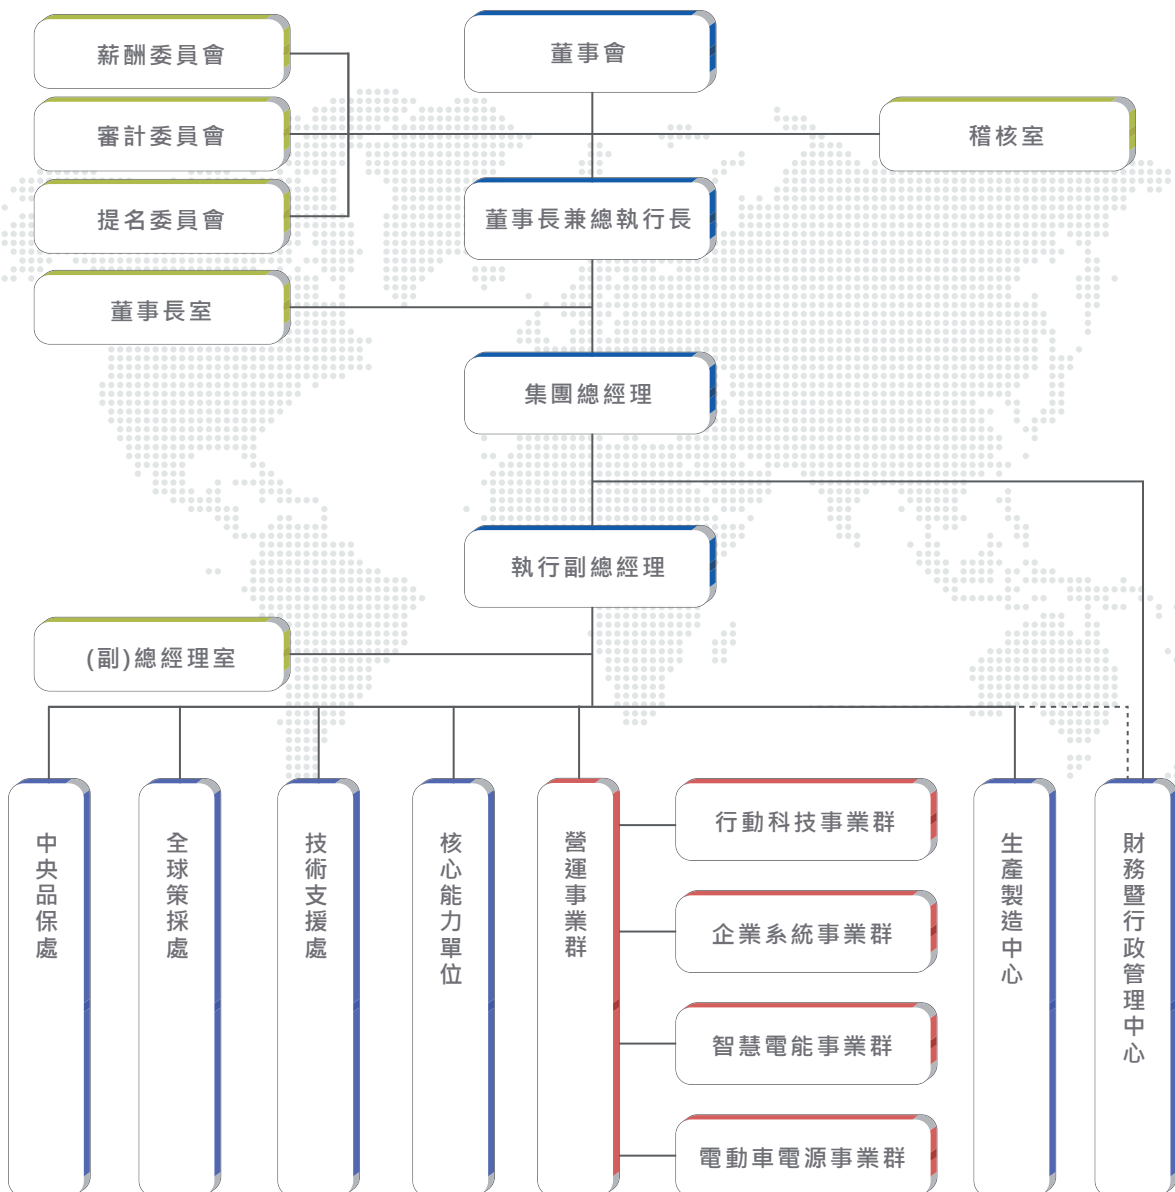 薪酬委員會
董事會
審計委員會
稽核室
提名委員會
董事長兼總執行長
董事長室
集團總經理
執行副總經理
(副)總經理室
中央品保處
全球策採處
技術支援處
核心能力單位
營運事業群
行動科技事業群
企業系統事業群
智慧電能事業群
電動車電源事業群
生產製造中心
財務暨行政管理中心